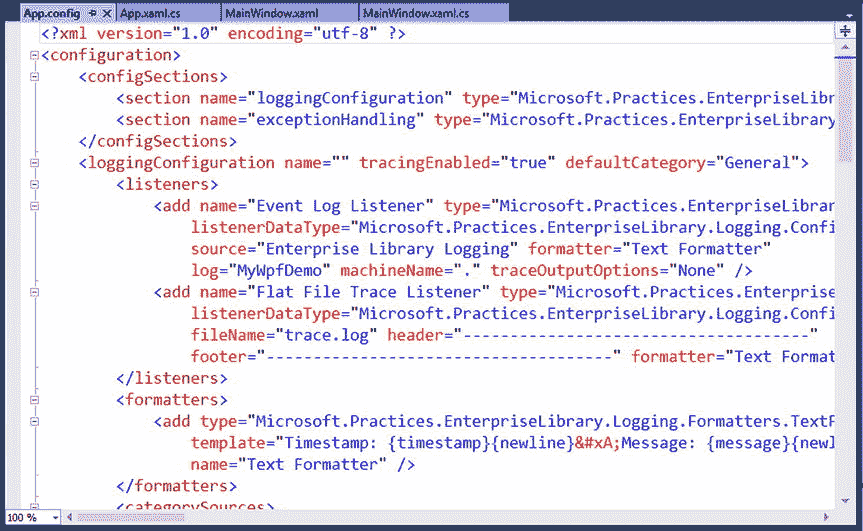 App.config App.xaml.cs MainWindow.xaml MainWindow.xaml.cs
<?xml version="1.0" encoding="utf-8" ?>
<configuration>
<configSections>
<section name="loggingConfiguration" type="Microsoft.Practices.EnterpriseLibr
<section name="exceptionHandling" type="Microsoft.Practices.EnterpriseLibrary
</configSections>
<loggingConfiguration name="" tracingEnabled="true" defaultCategory="General">
<listeners>
<add name="Event Log Listener" type="Microsoft.Practices.EnterpriseLibrar
listenerDataType="Microsoft.Practices.EnterpriseLibrary.Logging.Confi
source="Enterprise Library Logging" formatter="Text Formatter"
log="MyWpfDemo" machineName="." traceOutputOptions="None" />
<add name="Flat File Trace Listener" type="Microsoft.Practices.Enterprise
listenerDataType="Microsoft.Practices.EnterpriseLibrary.Logging.Confi
fileName="trace.log" header="----------------------------------------"
footer="----------------------------------------" formatter="Text Format
</listeners>
<formatters>
<add type="Microsoft.Practices.EnterpriseLibrary.Logging.Formatters.TextF
template="Timestamp: {timestamp}{newline}&#xA;Message: {message}{newl
name="Text Formatter" />
</formatters>
<categorySources>
100 %